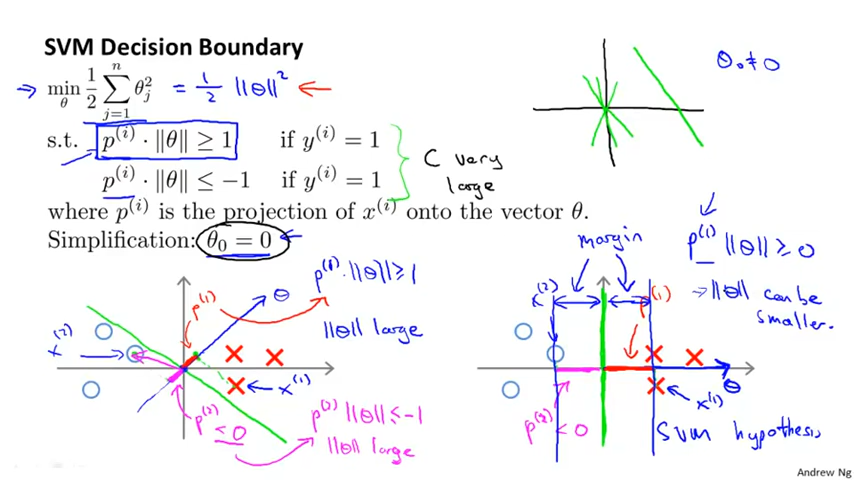 SVM Decision Boundary
→ min_θ 1/2 Σ_{j=1}^{n} θ_j^2 = 1/2 ||θ||^2 ←
s.t. p^{(i)} · ||θ|| ≥ 1 if y^{(i)} = 1
p^{(i)} · ||θ|| ≤ −1 if y^{(i)} = 1
C very
large
where p^{(i)} is the projection of x^{(i)} onto the vector θ.
Simplification: θ_0 = 0 ←
θ_0 ≠ 0
p^{(1)} · ||θ|| ≥ 1
||θ|| large
θ
p^{(1)}
x^{(2)}
x^{(1)}
p^{(2)} < 0
p^{(2)} ||θ|| ≤ -1
||θ|| large
margin
p^{(1)} ||θ|| ≥ 0
→ ||θ|| can be
smaller.
x^{(2)}
p^{(1)}
θ
x^{(1)}
p^{(2)} < 0
SVM hypothesis
Andrew Ng